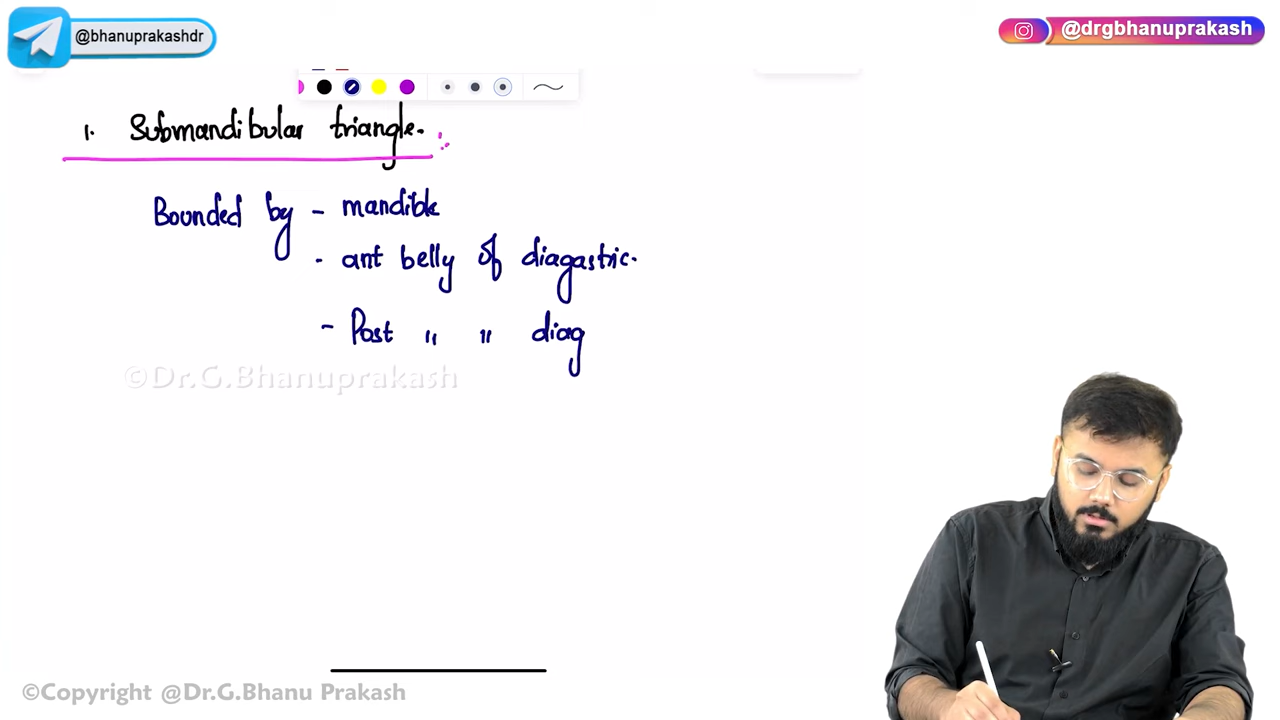 @bhanuprakashdr
@drgbhanuprakash
1. Submandibular triangle.
Bounded by - mandible
- ant belly of diagastric.
- Post " " diag
©Dr.G.Bhanuprakash
©Copyright @Dr.G.Bhanu Prakash